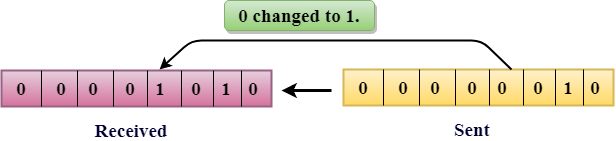 0 changed to 1.
0 0 0 0 1 0 1 0
0 0 0 0 0 0 1 0
Received
Sent